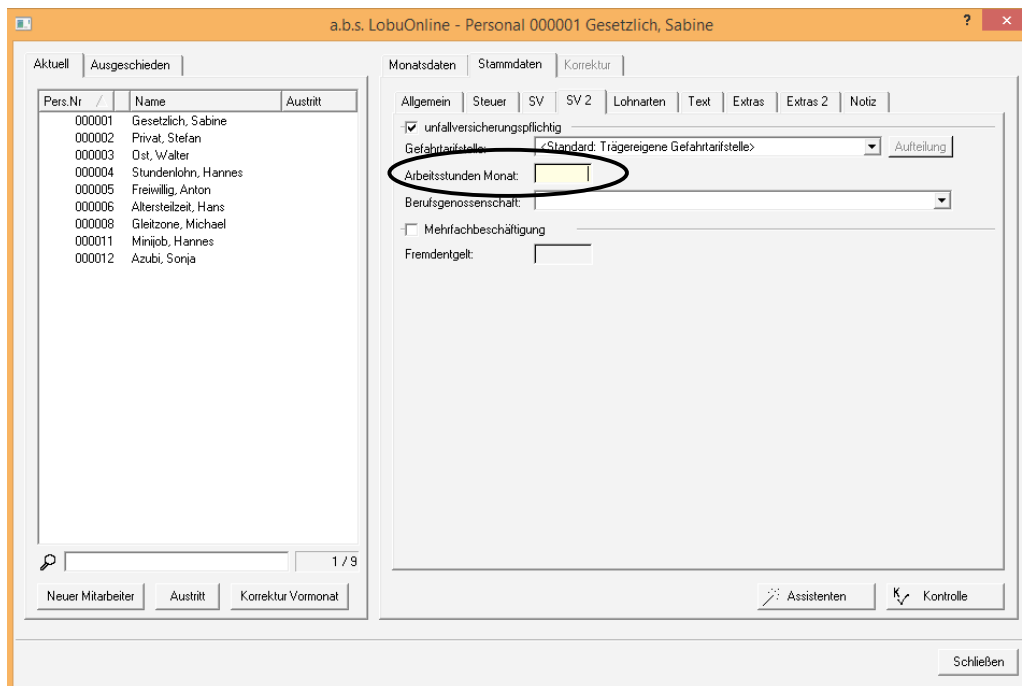 a.b.s. LobuOnline - Personal 000001 Gesetzlich, Sabine
?
Aktuell Ausgeschieden
Pers.Nr Name Austritt
000001 Gesetzlich, Sabine
000002 Privat, Stefan
000003 Ost, Walter
000004 Stundenlohn, Hannes
000005 Freiwillig, Anton
000006 Altersteilzeit, Hans
000008 Gleitzone, Michael
000011 Minijob, Hannes
000012 Azubi, Sonja
1 / 9
Neuer Mitarbeiter Austritt Korrektur Vormonat
Monatsdaten Stammdaten Korrektur
Allgemein Steuer SV SV 2 Lohnarten Text Extras Extras 2 Notiz
unfallversicherungspflichtig
Gefahrtarifstelle: <Standard: Trägereigene Gefahrtarifstelle> Aufteilung
Arbeitsstunden Monat:
Berufsgenossenschaft:
Mehrfachbeschäftigung
Fremdentgelt:
Assistenten K Kontrolle
Schließen